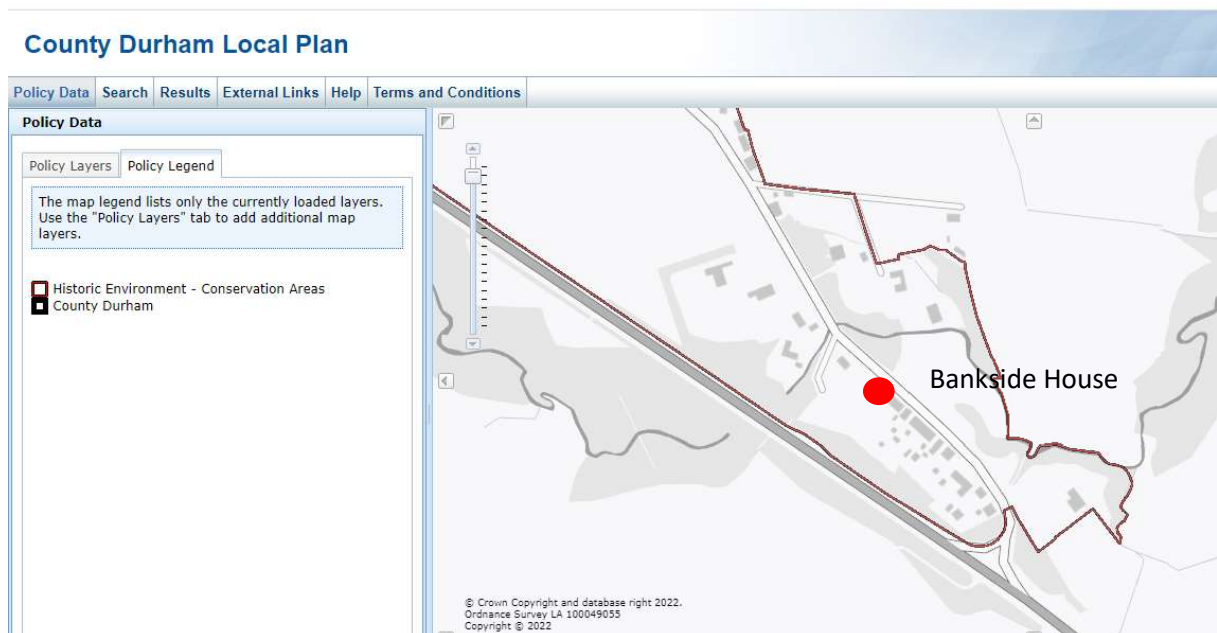 County Durham Local Plan
Policy Data Search Results External Links Help Terms and Conditions
Policy Data
Policy Layers Policy Legend
The map legend lists only the currently loaded layers.
Use the "Policy Layers" tab to add additional map
layers.
Historic Environment - Conservation Areas
County Durham
Bankside House
© Crown Copyright and database right 2022.
Ordnance Survey LA 100049055
Copyright © 2022